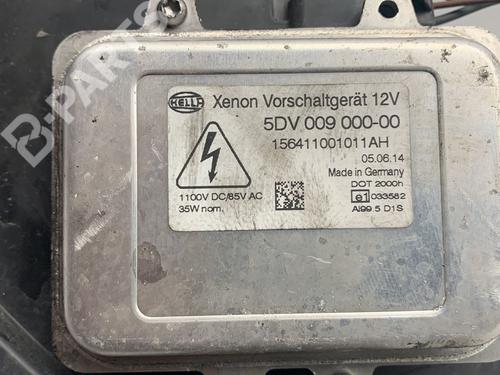 B-PARTS
HELLA
Xenon Vorschaltgerät 12V
5DV 009 000-00
156411001011AH
05.06.14
Made in Germany
DOT 2000h
e1 033582
Al99.5 D1S
1100V DC/85V AC
35W nom.